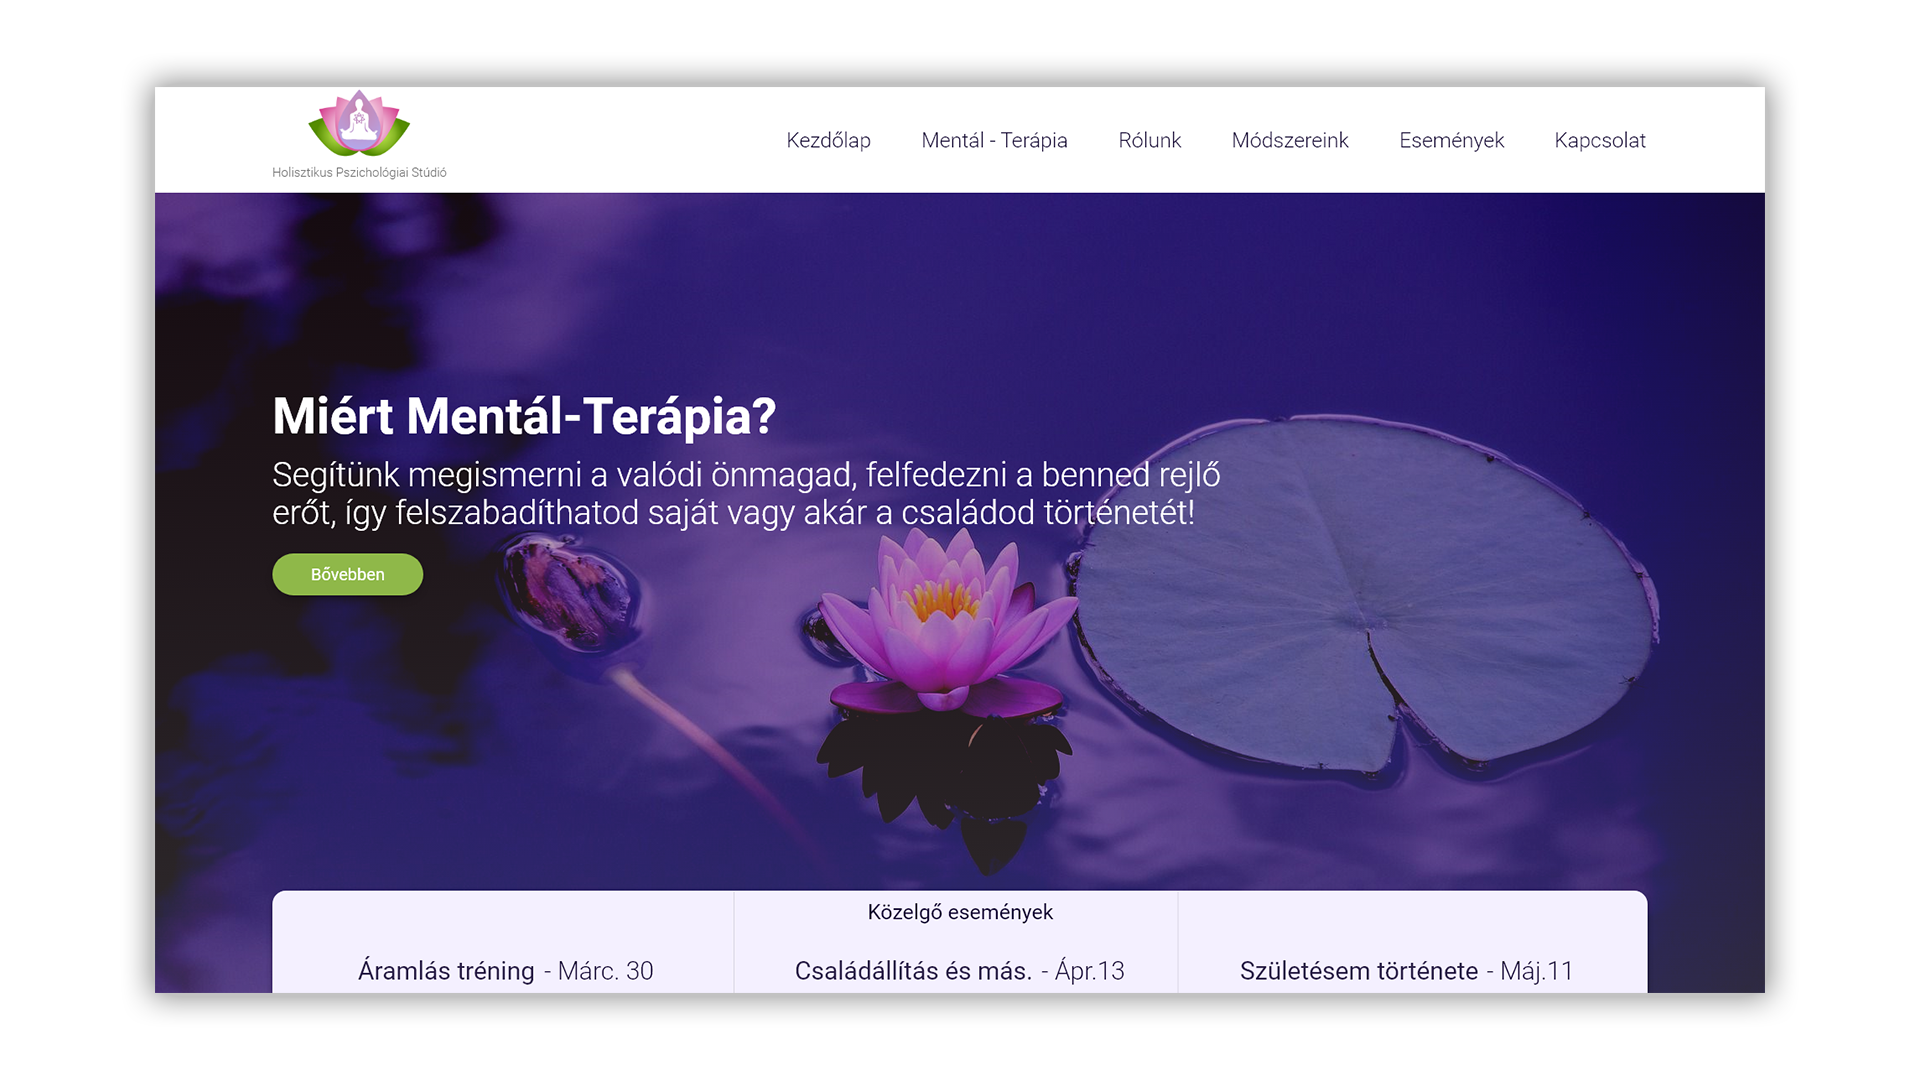 Holisztikus Pszichológiai Stúdió
Kezdőlap Mentál - Terápia Rólunk Módszereink Események Kapcsolat
Miért Mentál-Terápia?
Segítünk megismerni a valódi önmagad, felfedezni a benned rejlő
erőt, így felszabadíthatod saját vagy akár a családod történetét!
Bővebben
Közelgő események
Áramlás tréning - Márc. 30
Családállítás és más. - Ápr.13
Születésem története - Máj.11